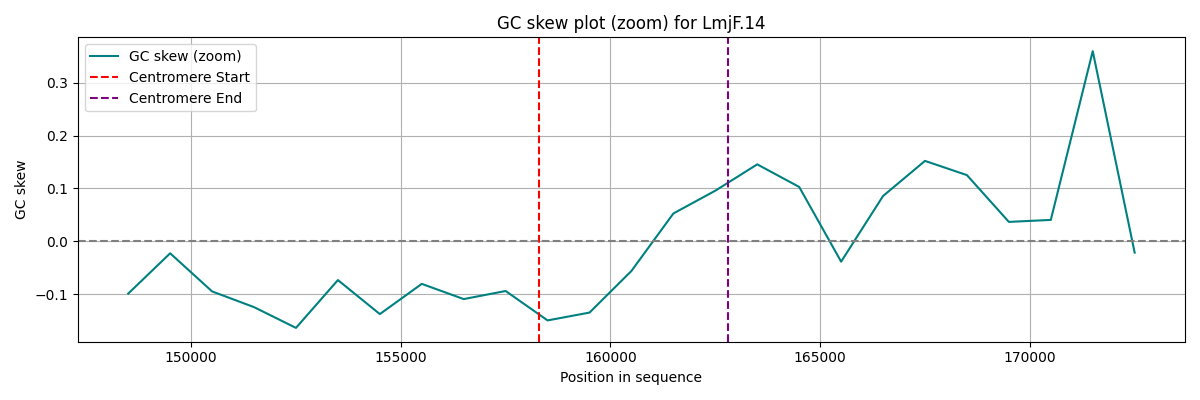 GC skew plot (zoom) for LmjF.14
GC skew (zoom)
Centromere Start
Centromere End
GC skew
0.3
0.2
0.1
0.0
−0.1
150000
155000
160000
165000
170000
Position in sequence